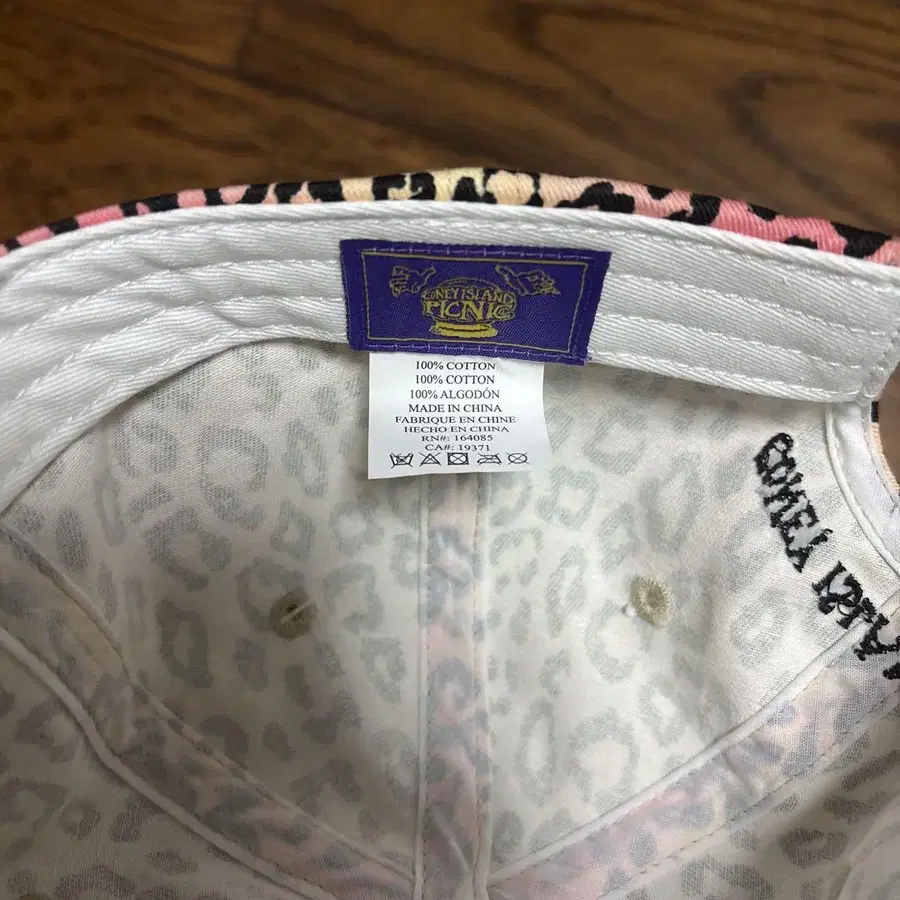 CONEY ISLAND
PICNIC
100% COTTON
100% COTTON
100% ALGODÓN
MADE IN CHINA
FABRIQUE EN CHINE
HECHO EN CHINA
RN#: 164085
CA#: 19371